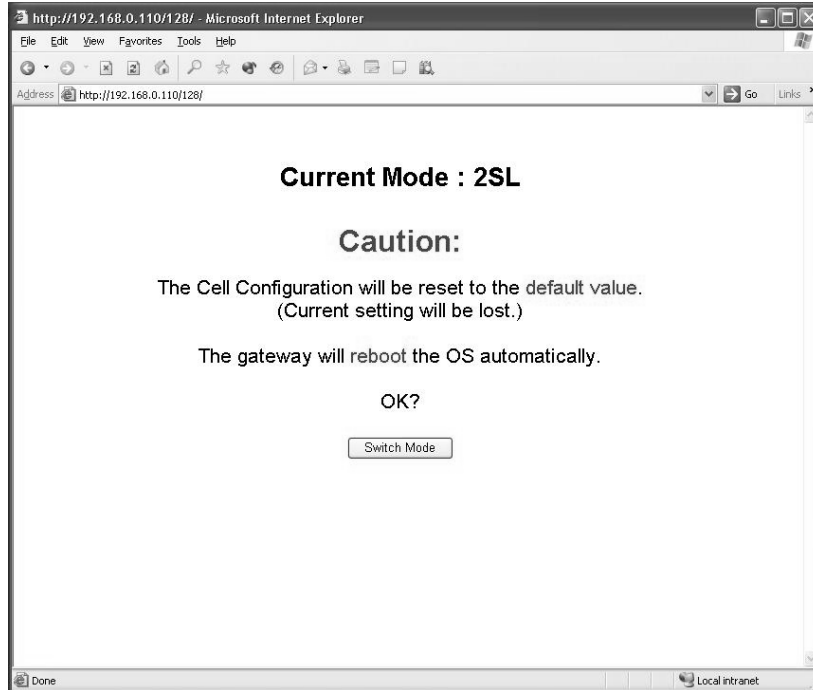 http://192.168.0.110/128/ - Microsoft Internet Explorer
File Edit View Favorites Tools Help
Address http://192.168.0.110/128/ Go Links
Current Mode : 2SL
Caution:
The Cell Configuration will be reset to the default value.
(Current setting will be lost.)
The gateway will reboot the OS automatically.
OK?
Switch Mode
Done Local intranet